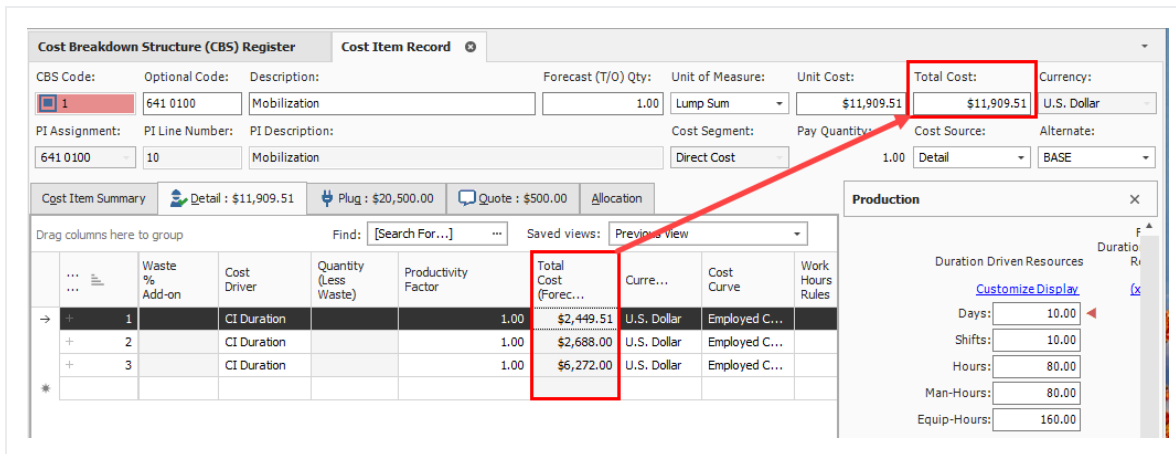 Cost Breakdown Structure (CBS) Register Cost Item Record
CBS Code: Optional Code: Description: Forecast (T/O) Qty: Unit of Measure: Unit Cost: Total Cost: Currency:
1 641 0100 Mobilization 1.00 Lump Sum $11,909.51 $11,909.51 U.S. Dollar
PI Assignment: PI Line Number: PI Description: Cost Segment: Pay Quantity: Cost Source: Alternate:
641 0100 10 Mobilization Direct Cost 1.00 Detail BASE
Cost Item Summary Detail : $11,909.51 Plug : $20,500.00 Quote : $500.00 Allocation
Production
Drag columns here to group Find: [Search For...] ... Saved views: Previous View
... ... Waste % Add-on Cost Driver Quantity (Less Waste) Productivity Factor Total Cost (Forec... Curre... Cost Curve Work Hours Rules
1 CI Duration 1.00 $2,449.51 U.S. Dollar Employed C...
2 CI Duration 1.00 $2,688.00 U.S. Dollar Employed C...
3 CI Duration 1.00 $6,272.00 U.S. Dollar Employed C...
Duration Driven Resources
Customize Display (x
Days: 10.00
Shifts: 10.00
Hours: 80.00
Man-Hours: 80.00
Equip-Hours: 160.00